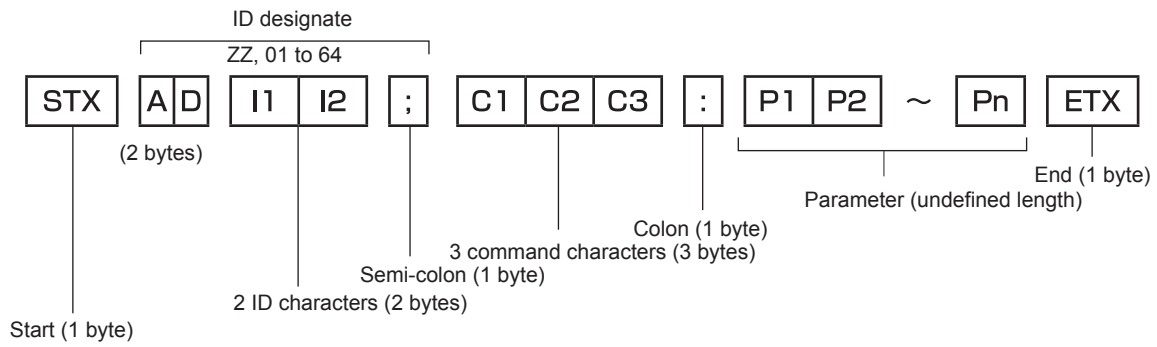 ID designate
ZZ, 01 to 64
STX A D I1 I2 ; C1 C2 C3 : P1 P2 ~ Pn ETX
(2 bytes)
End (1 byte)
Parameter (undefined length)
Colon (1 byte)
3 command characters (3 bytes)
Semi-colon (1 byte)
2 ID characters (2 bytes)
Start (1 byte)